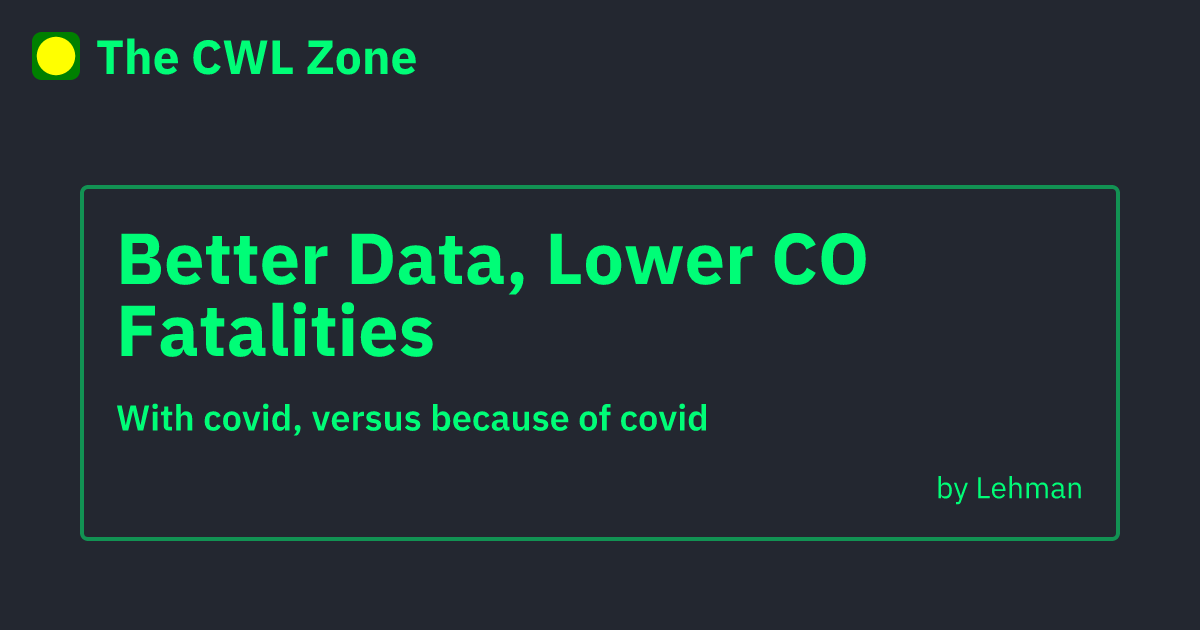 The CWL Zone
Better Data, Lower CO
Fatalities
With covid, versus because of covid
by Lehman